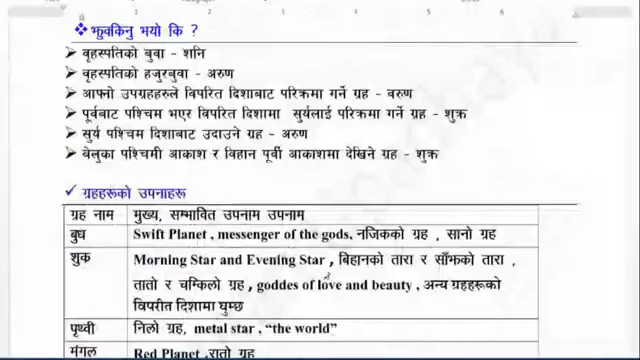 झुक्किनु भयो कि ?
वृहस्पतिको बुवा - शनि
वृहस्पतिको हजुरबुवा - अरुण
आफ्नो उपग्रहहरुले विपरित दिशाबाट परिक्रमा गर्ने ग्रह - वरुण
पूर्वबाट पश्चिम भएर विपरित दिशामा सुर्यलाई परिक्रमा गर्ने ग्रह - शुक्र
सुर्य पश्चिम दिशाबाट उदाउने ग्रह - अरुण
बेलुका पश्चिमी आकाश र विहान पूर्वी आकाशमा देखिने ग्रह - शुक्र
ग्रहहरूको उपनाहरू
ग्रह नाम मुख्य, सम्भावित उपनाम उपनाम
बुध Swift Planet, messenger of the gods, नजिकको ग्रह , सानो ग्रह
शुक्र Morning Star and Evening Star , बिहानको तारा र साँझको तारा ,
तातो र चम्किलो ग्रह , goddes of love and beauty , अन्य ग्रहहरूको
विपरीत दिशामा घुम्छ
पृथ्वी निलो ग्रह, metal star , "the world"
मंगल Red Planet ,रातो ग्रह